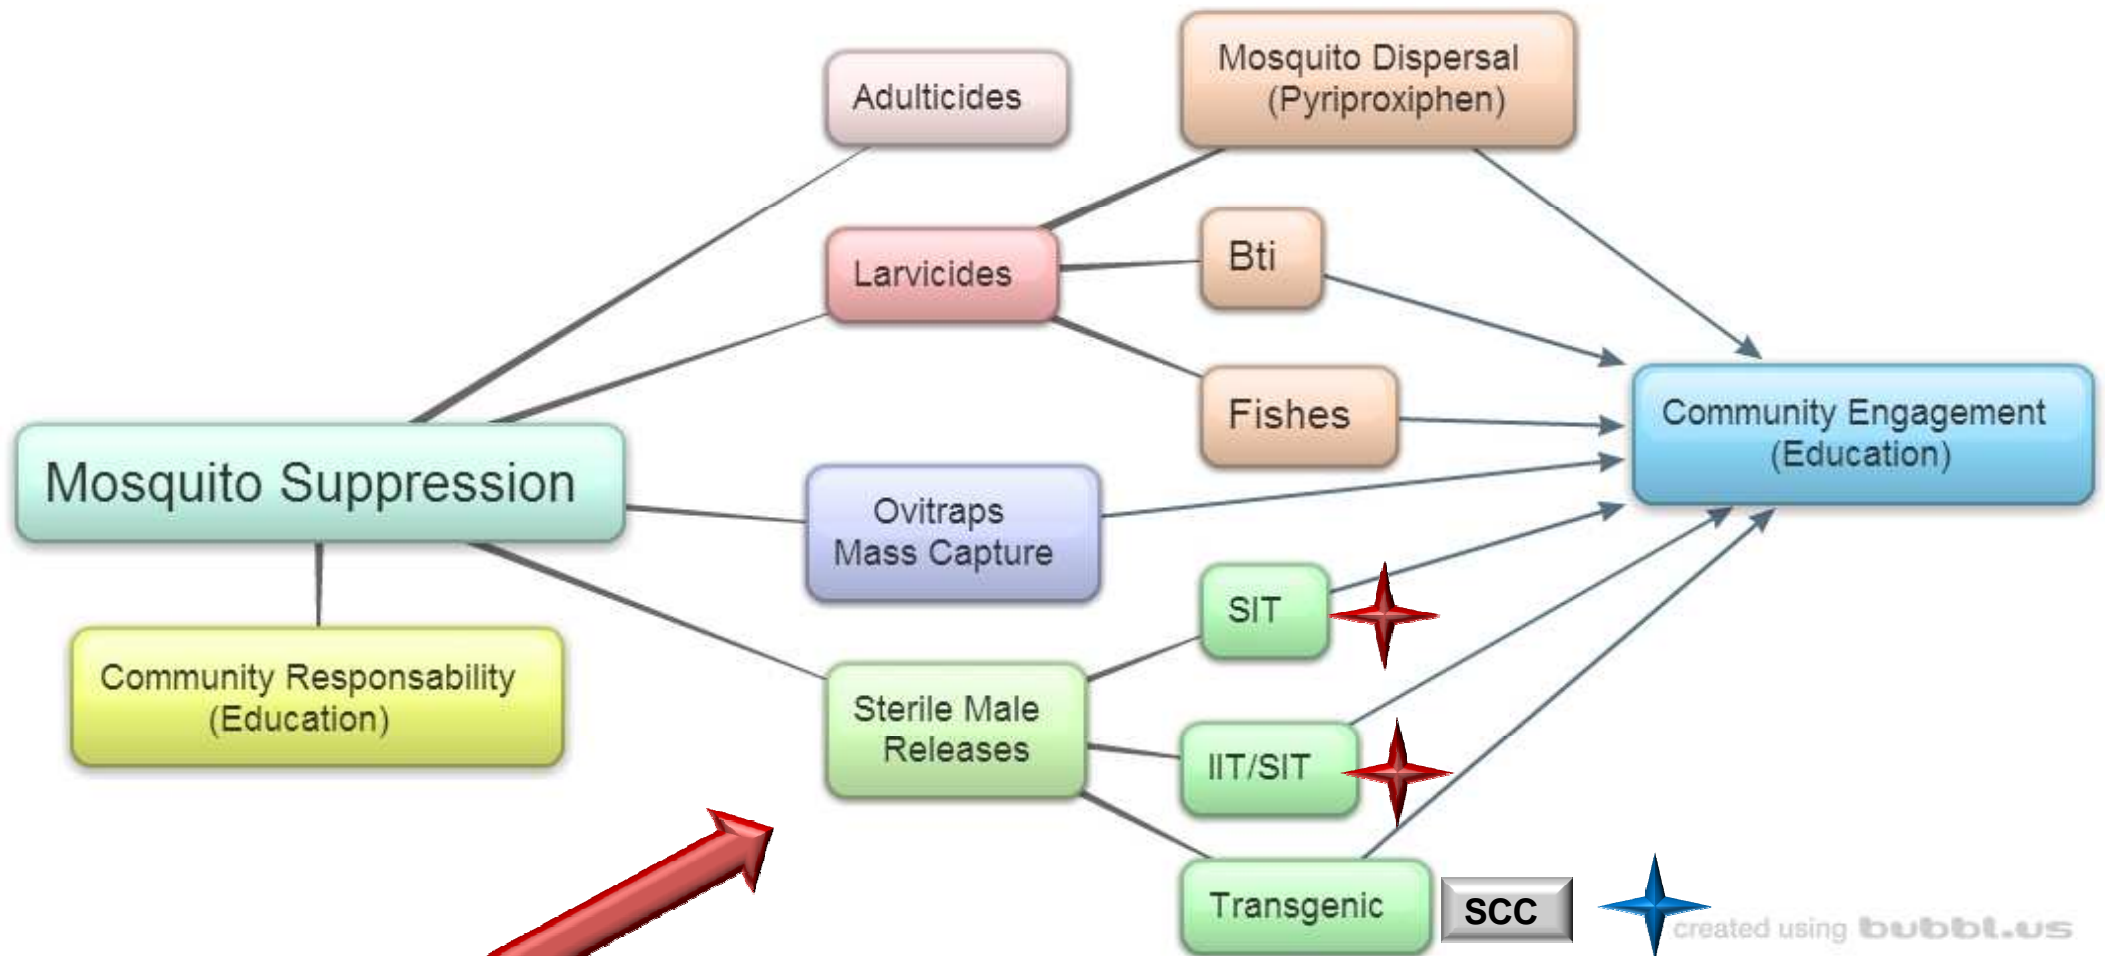 Adulticides
Mosquito Dispersal
(Pyriproxiphen)
Larvicides
Bti
Fishes
Community Engagement
(Education)
Mosquito Suppression
Ovitraps
Mass Capture
SIT
Community Responsability
(Education)
Sterile Male
Releases
IIT/SIT
Transgenic
SCC
created using bubbl.us